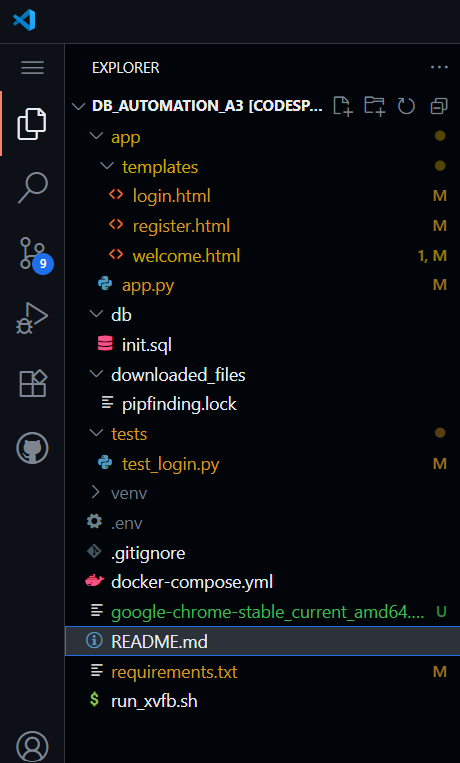 EXPLORER
DB_AUTOMATION_A3 [CODESP...
app
templates
login.html M
register.html M
welcome.html 1, M
app.py M
db
init.sql
downloaded_files
pipfinding.lock
tests
test_login.py M
venv
.env
.gitignore
docker-compose.yml
google-chrome-stable_current_amd64.... U
README.md
requirements.txt M
run_xvfb.sh
9